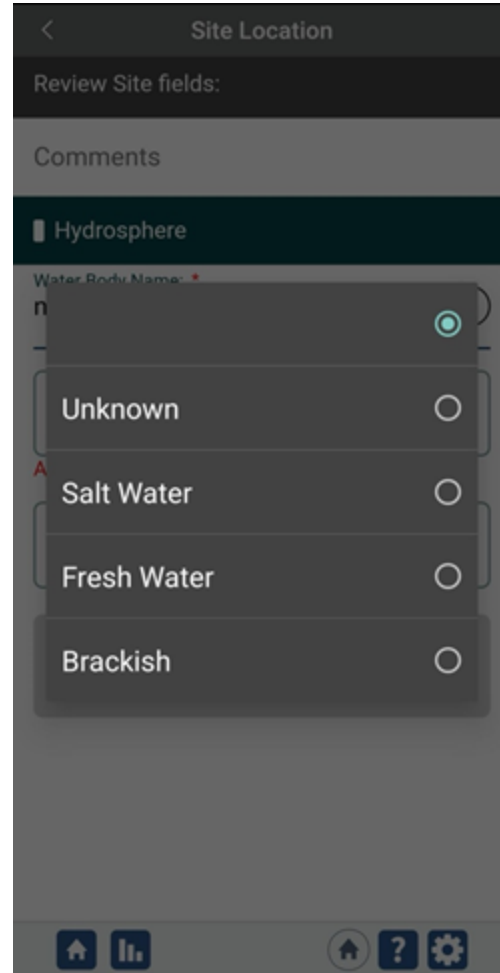 Site Location
Review Site fields:
Comments
Hydrosphere
Water Body Name: *
n
Unknown
A
Salt Water
Fresh Water
Brackish
?